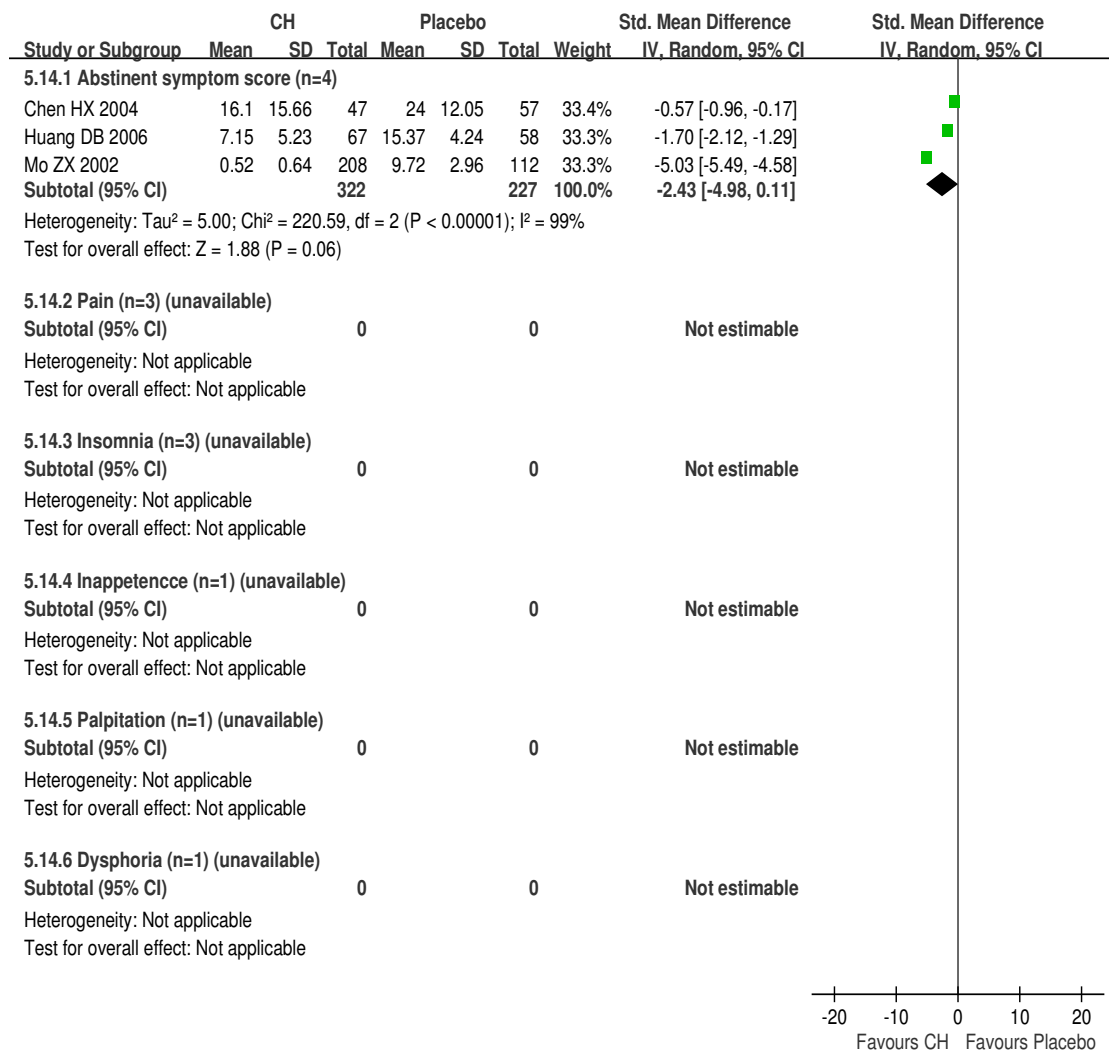 CH Placebo Std. Mean Difference Std. Mean Difference
Study or Subgroup Mean SD Total Mean SD Total Weight IV, Random, 95% CI IV, Random, 95% CI
5.14.1 Abstinent symptom score (n=4)
Chen HX 2004 16.1 15.66 47 24 12.05 57 33.4% -0.57 [-0.96, -0.17]
Huang DB 2006 7.15 5.23 67 15.37 4.24 58 33.3% -1.70 [-2.12, -1.29]
Mo ZX 2002 0.52 0.64 208 9.72 2.96 112 33.3% -5.03 [-5.49, -4.58]
Subtotal (95% CI) 322 227 100.0% -2.43 [-4.98, 0.11]
Heterogeneity: Tau² = 5.00; Chi² = 220.59, df = 2 (P < 0.00001); I² = 99%
Test for overall effect: Z = 1.88 (P = 0.06)
5.14.2 Pain (n=3) (unavailable)
Subtotal (95% CI) 0 0 Not estimable
Heterogeneity: Not applicable
Test for overall effect: Not applicable
5.14.3 Insomnia (n=3) (unavailable)
Subtotal (95% CI) 0 0 Not estimable
Heterogeneity: Not applicable
Test for overall effect: Not applicable
5.14.4 Inappetencce (n=1) (unavailable)
Subtotal (95% CI) 0 0 Not estimable
Heterogeneity: Not applicable
Test for overall effect: Not applicable
5.14.5 Palpitation (n=1) (unavailable)
Subtotal (95% CI) 0 0 Not estimable
Heterogeneity: Not applicable
Test for overall effect: Not applicable
5.14.6 Dysphoria (n=1) (unavailable)
Subtotal (95% CI) 0 0 Not estimable
Heterogeneity: Not applicable
Test for overall effect: Not applicable
-20 -10 0 10 20
Favours CH Favours Placebo